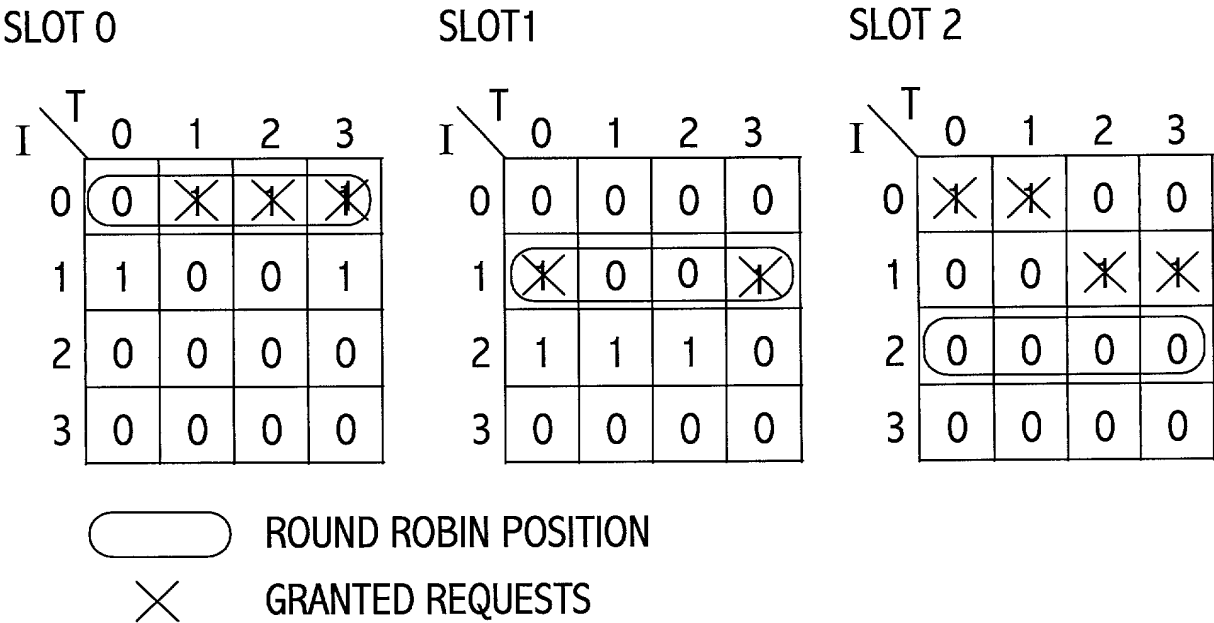 SLOT 0
I T 0 1 2 3
0 0 1 1 1
1 1 0 0 1
2 0 0 0 0
3 0 0 0 0
SLOT1
I T 0 1 2 3
0 0 0 0 0
1 1 0 0 1
2 1 1 1 0
3 0 0 0 0
SLOT 2
I T 0 1 2 3
0 1 1 0 0
1 0 0 1 1
2 0 0 0 0
3 0 0 0 0
ROUND ROBIN POSITION
GRANTED REQUESTS